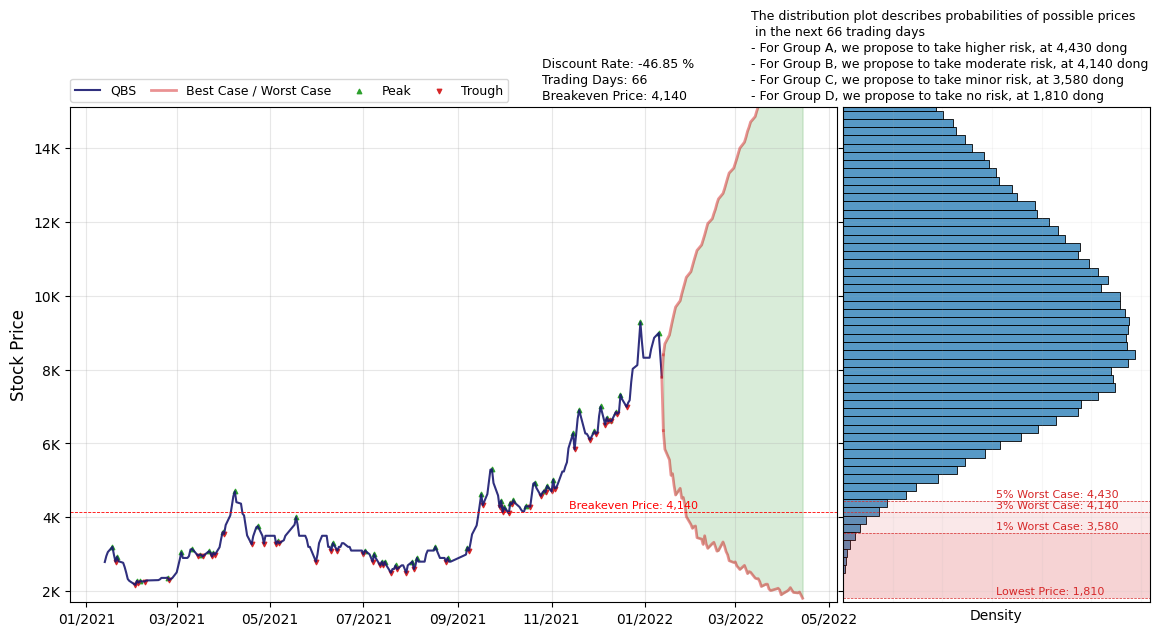 The distribution plot describes probabilities of possible prices
in the next 66 trading days
- For Group A, we propose to take higher risk, at 4,430 dong
- For Group B, we propose to take moderate risk, at 4,140 dong
- For Group C, we propose to take minor risk, at 3,580 dong
- For Group D, we propose to take no risk, at 1,810 dong
Discount Rate: -46.85 %
Trading Days: 66
Breakeven Price: 4,140
QBS
Best Case / Worst Case
Peak
Trough
Stock Price
14K
12K
10K
8K
6K
4K
2K
Breakeven Price: 4,140
5% Worst Case: 4,430
3% Worst Case: 4,140
1% Worst Case: 3,580
Lowest Price: 1,810
01/2021
03/2021
05/2021
07/2021
09/2021
11/2021
01/2022
03/2022
05/2022
Density